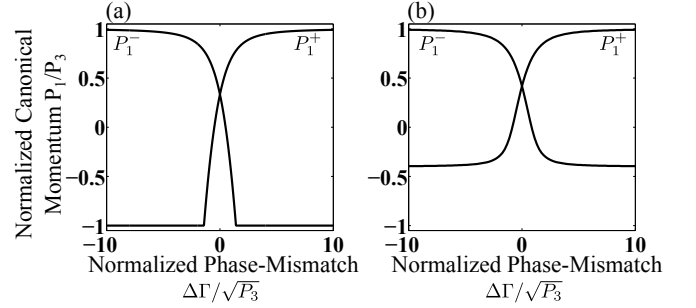 (a)
(b)
Normalized Canonical
Momentum P₁/P₃
1
0.5
0
−0.5
−1
−10
0
10
P₁⁻
P₁⁺
1
0.5
0
−0.5
−1
−10
0
10
P₁⁻
P₁⁺
Normalized Phase-Mismatch
ΔΓ/√P₃
Normalized Phase-Mismatch
ΔΓ/√P₃